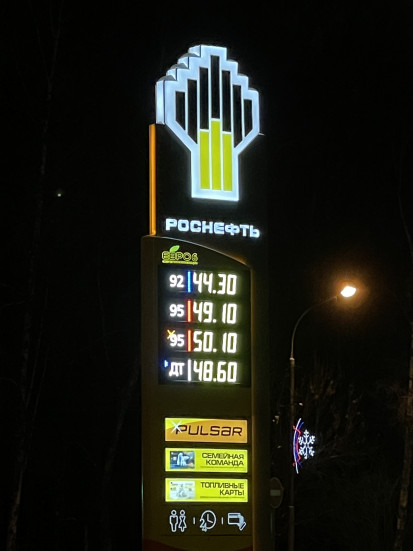 РОСНЕФТЬ
ЕВРО6
92 44.30
95 49.10
95 50.10
ДТ 48.60
PULSAR
СЕМЕЙНАЯ
КОМАНДА
ТОПЛИВНЫЕ
КАРТЫ